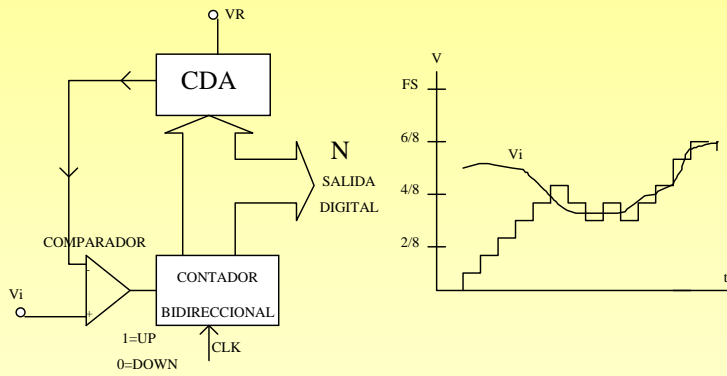 VR
CDA
N
SALIDA
DIGITAL
COMPARADOR
-
+
Vi
CONTADOR
BIDIRECCIONAL
1=UP
0=DOWN
CLK
V
FS
6/8
4/8
2/8
Vi
t